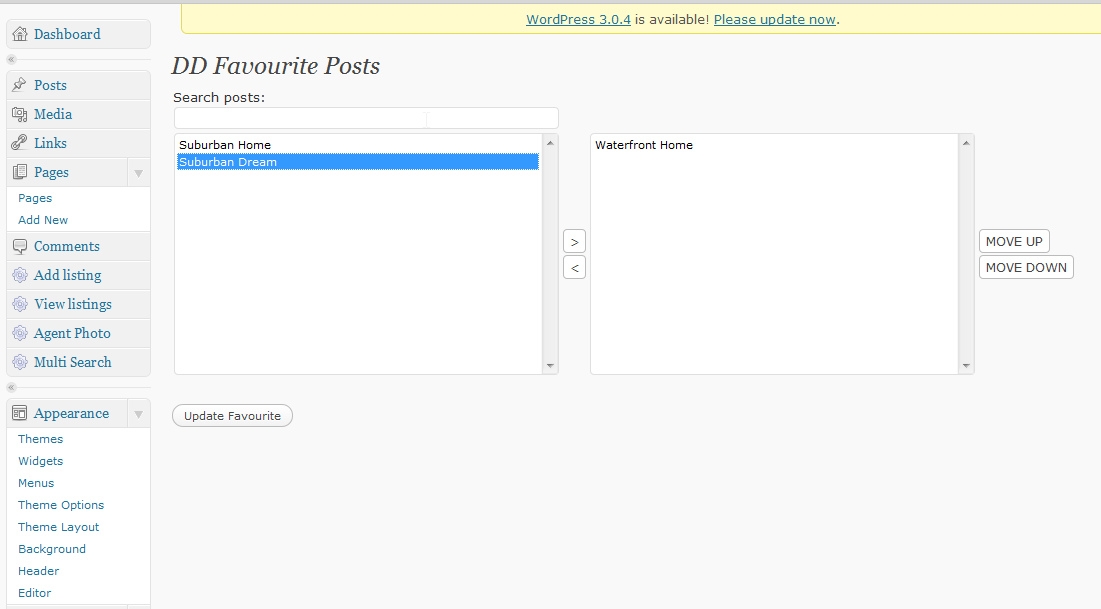 WordPress 3.0.4 is available! Please update now.
Dashboard
Posts
Media
Links
Pages
Pages
Add New
Comments
Add listing
View listings
Agent Photo
Multi Search
Appearance
Themes
Widgets
Menus
Theme Options
Theme Layout
Background
Header
Editor
DD Favourite Posts
Search posts:
Suburban Home
Suburban Dream
>
<
Waterfront Home
MOVE UP
MOVE DOWN
Update Favourite